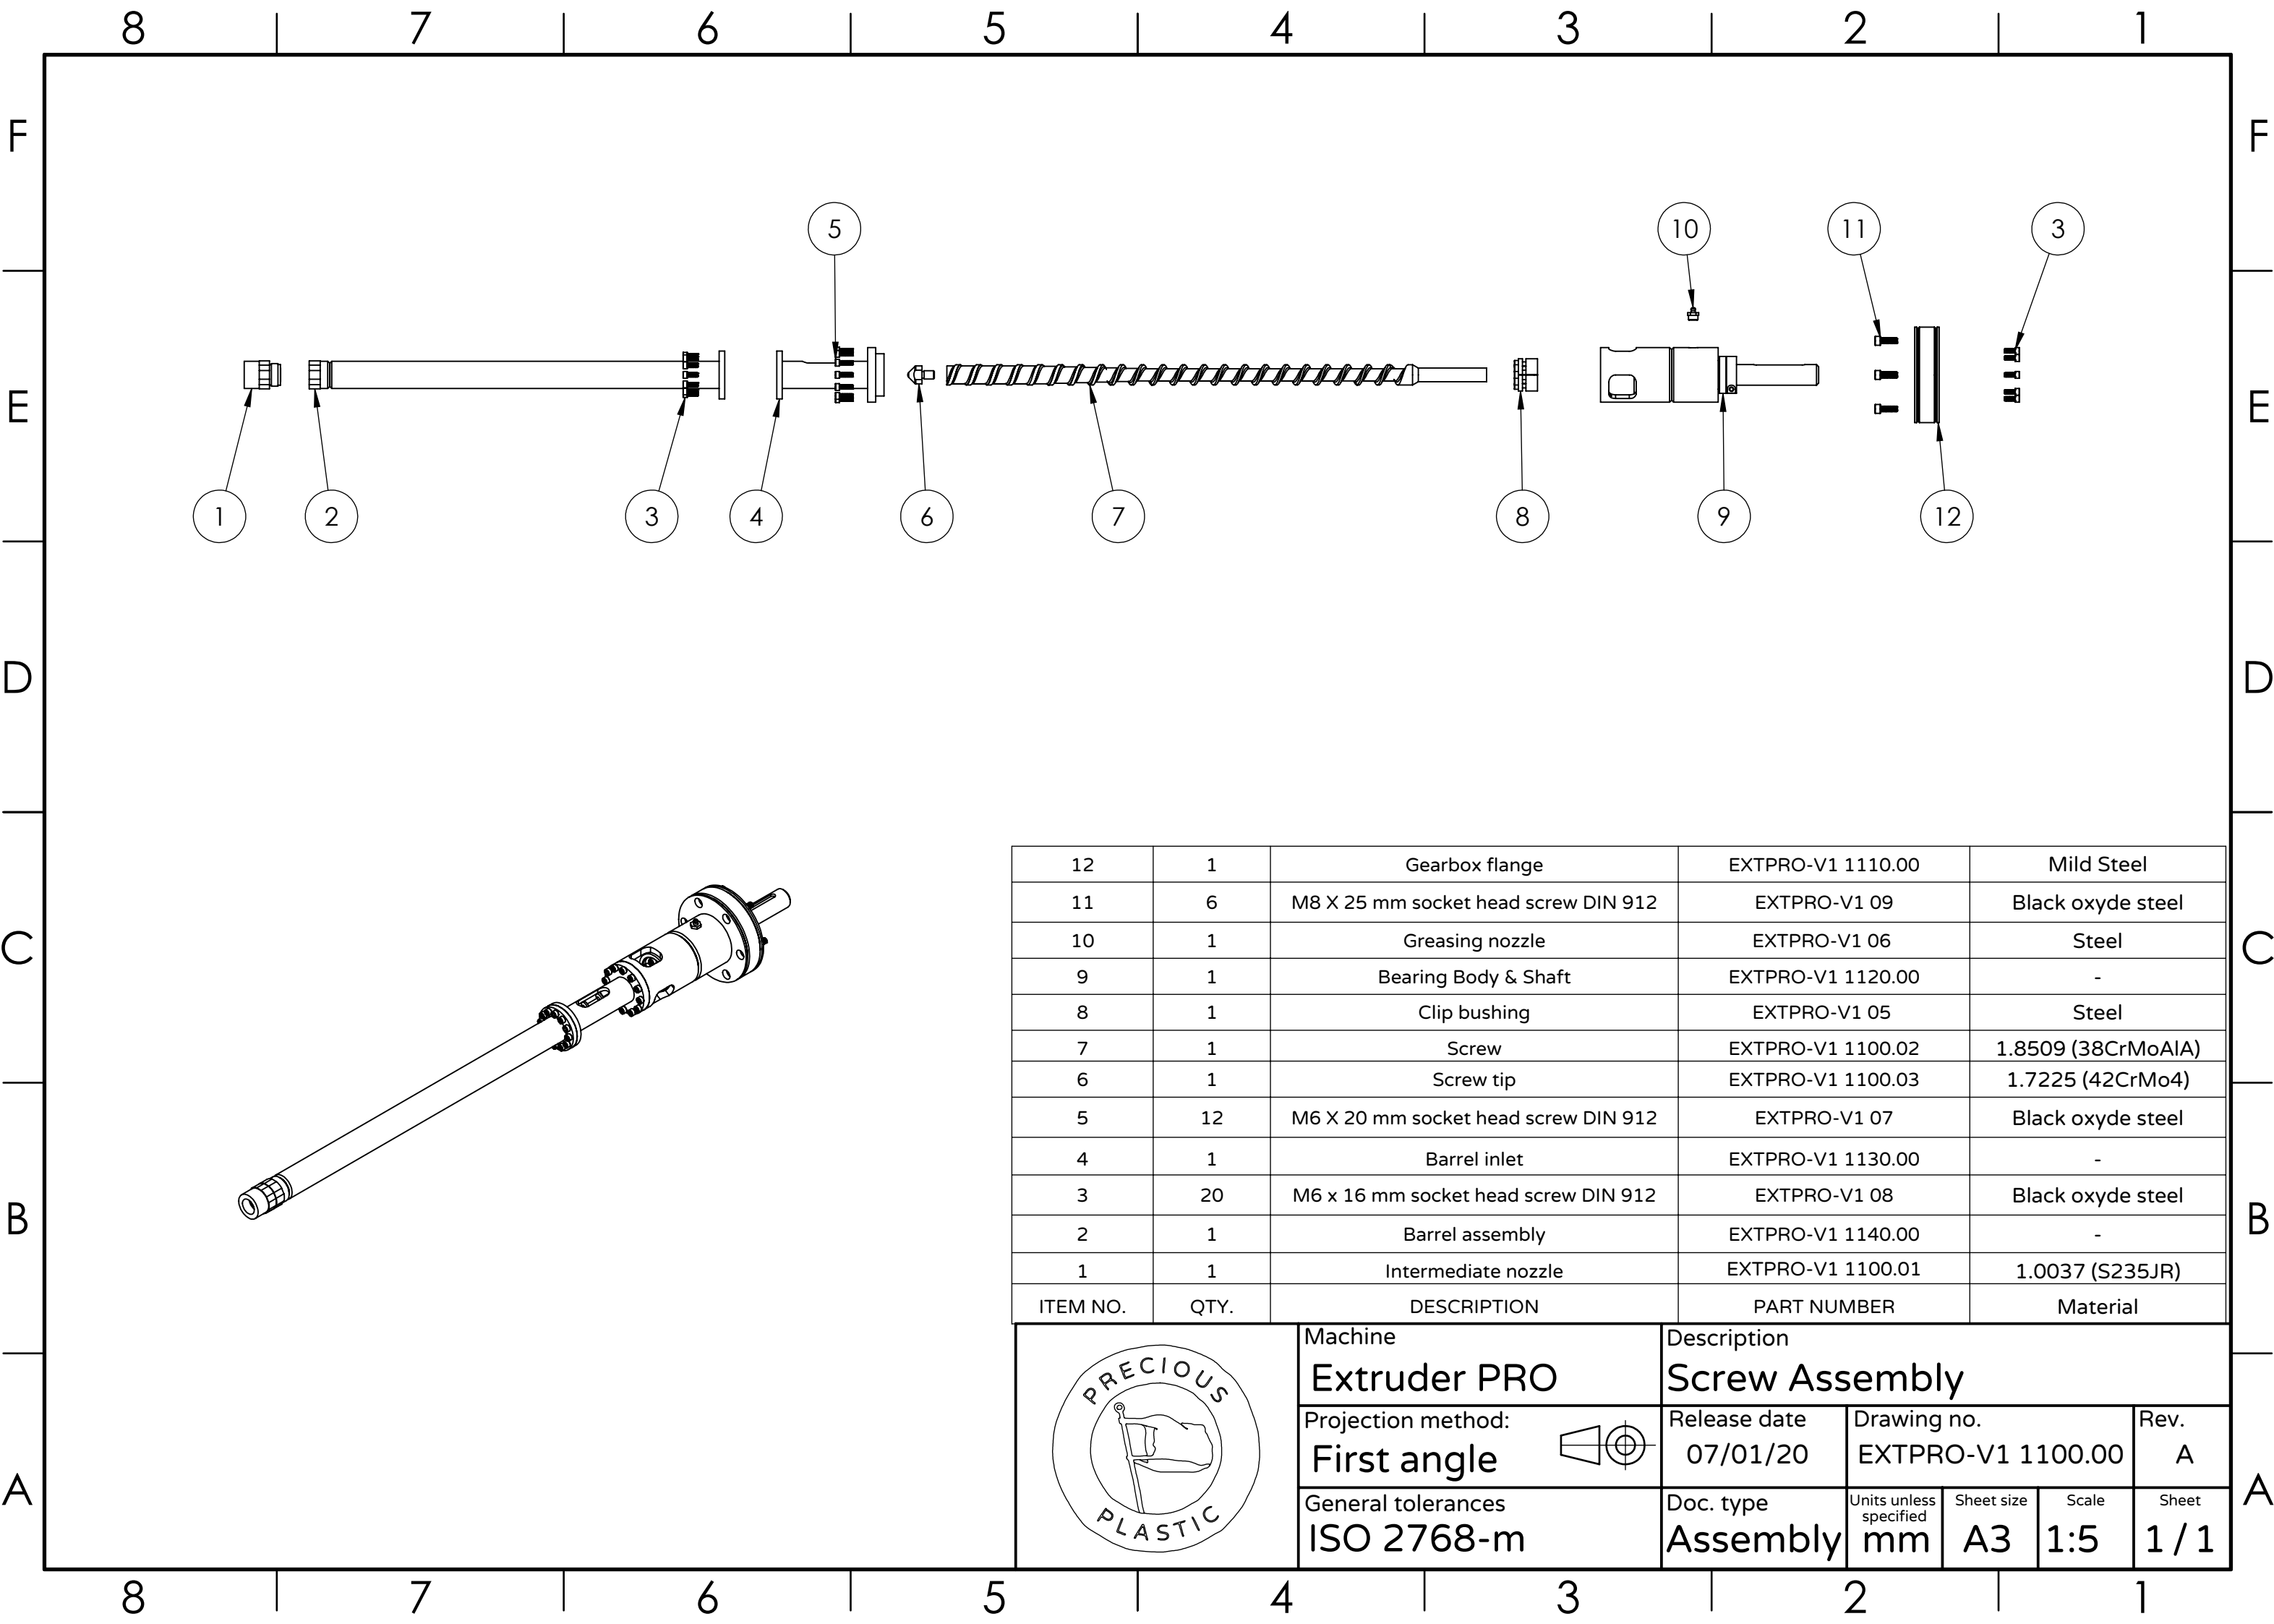 8 7 6 5 4 3 2 1
F F
5 10 11 3
E E
1 2 3 4 6 7 8 9 12
D D
12 1 Gearbox flange EXTPRO-V1 1110.00 Mild Steel
11 6 M8 X 25 mm socket head screw DIN 912 EXTPRO-V1 09 Black oxyde steel
10 1 Greasing nozzle EXTPRO-V1 06 Steel
C C
9 1 Bearing Body & Shaft EXTPRO-V1 1120.00 -
8 1 Clip bushing EXTPRO-V1 05 Steel
7 1 Screw EXTPRO-V1 1100.02 1.8509 (38CrMoAlA)
6 1 Screw tip EXTPRO-V1 1100.03 1.7225 (42CrMo4)
5 12 M6 X 20 mm socket head screw DIN 912 EXTPRO-V1 07 Black oxyde steel
4 1 Barrel inlet EXTPRO-V1 1130.00 -
3 20 M6 x 16 mm socket head screw DIN 912 EXTPRO-V1 08 Black oxyde steel
B B
2 1 Barrel assembly EXTPRO-V1 1140.00 -
1 1 Intermediate nozzle EXTPRO-V1 1100.01 1.0037 (S235JR)
ITEM NO. QTY. DESCRIPTION PART NUMBER Material
PRECIOUS
PLASTIC
Machine
Extruder PRO
Description
Screw Assembly
Projection method:
First angle
Release date
07/01/20
Drawing no.
EXTPRO-V1 1100.00
Rev.
A
General tolerances
ISO 2768-m
Doc. type
Assembly
Units unless
specified
mm
Sheet size
A3
Scale
1:5
Sheet
1 / 1
A A
8 7 6 5 4 3 2 1